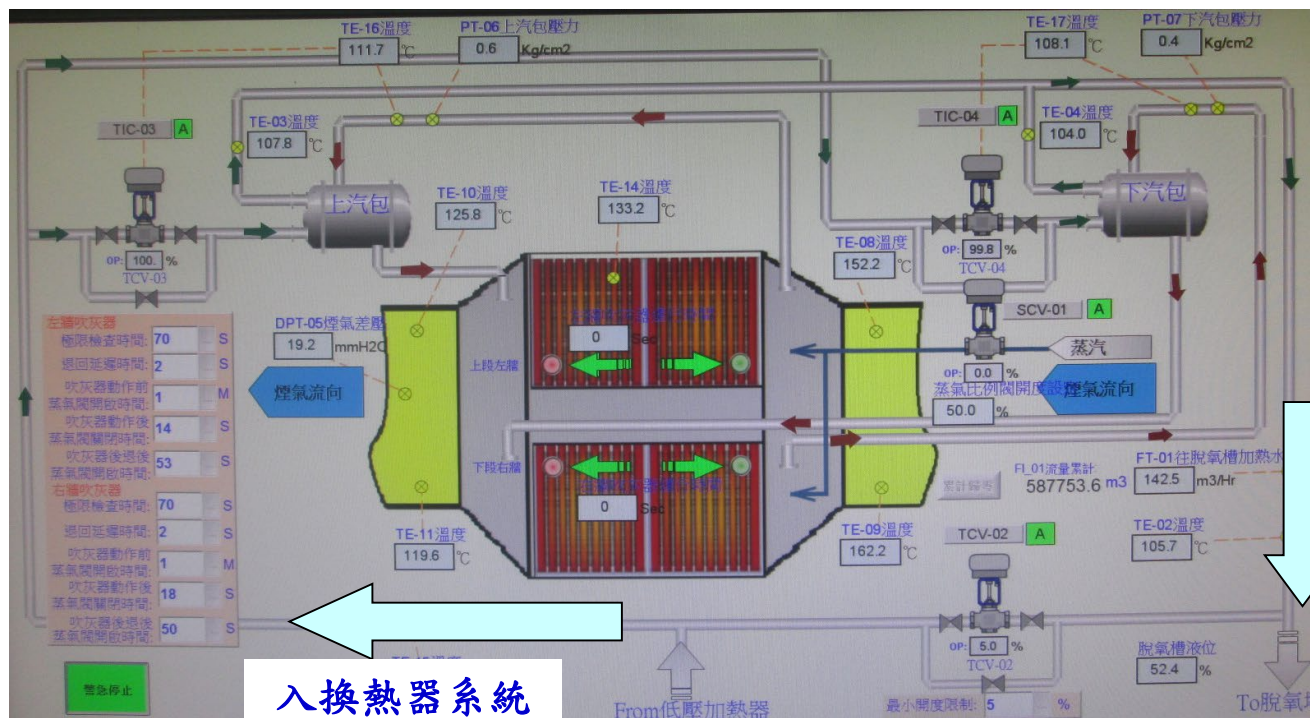 TE-16溫度
111.7 ℃
PT-06上汽包壓力
0.6 Kg/cm2
TE-17溫度
108.1 ℃
PT-07下汽包壓力
0.4 Kg/cm2
TIC-03 A
TE-03溫度
107.8 ℃
TIC-04 A
TE-04溫度
104.0 ℃
上汽包
TE-10溫度
125.8 ℃
TE-14溫度
133.2 ℃
下汽包
OP: 100. %
TCV-03
TE-08溫度
152.2 ℃
OP: 99.8 %
TCV-04
SCV-01 A
蒸汽
OP: 0.0 %
DPT-05煙氣差壓
19.2 mmH2O
0 Sec
上段左牆
煙氣流向
煙氣流向
蒸氣比例閥開度設定
50.0 %
左牆吹灰器
極限檢查時間: 70 S
退回延遲時間: 2 S
吹灰器動作前
蒸氣閥開啟時間: 1 M
吹灰器動作後
蒸氣閥關閉時間: 14 S
吹灰器後退後
蒸氣閥開啟時間: 53 S
右牆吹灰器
極限檢查時間: 70 S
退回延遲時間: 2 S
吹灰器動作前
蒸氣閥開啟時間: 1 M
吹灰器動作後
蒸氣閥關閉時間: 18 S
吹灰器後退後
蒸氣閥開啟時間: 50 S
下段右牆
0 Sec
FI_01流量累計
587753.6 m3
FT-01往脫氧槽加熱水
142.5 m3/Hr
TE-11溫度
119.6 ℃
TE-09溫度
162.2 ℃
TCV-02 A
TE-02溫度
105.7 ℃
OP: 5.0 %
TCV-02
脫氧槽液位
52.4 %
緊急停止
入換熱器系統
From低壓加熱器
最小開度限制: 5 %
To脫氧